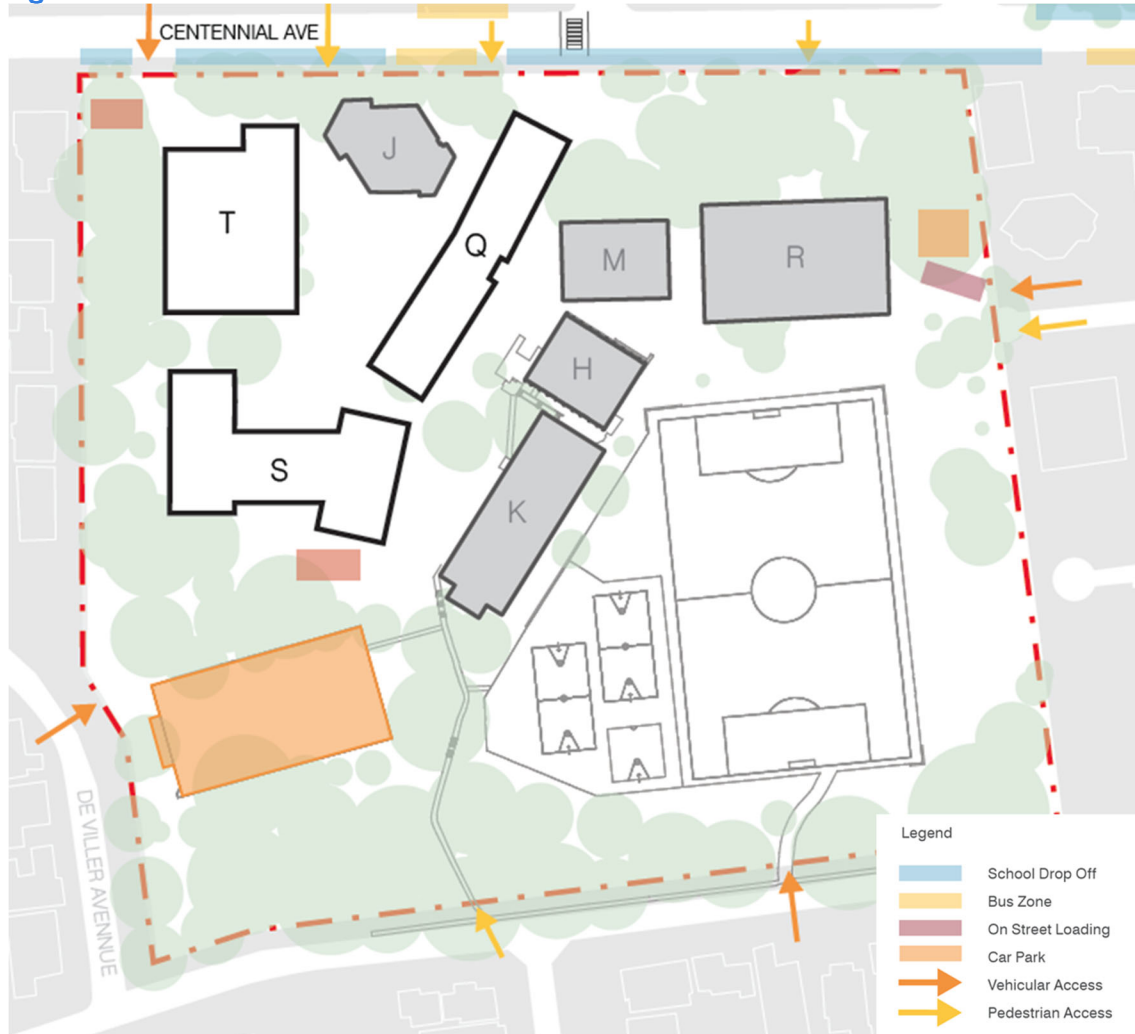 CENTENNIAL AVE
J
T
Q
M
R
H
S
K
DE VILLER AVENNUE
Legend
School Drop Off
Bus Zone
On Street Loading
Car Park
Vehicular Access
Pedestrian Access